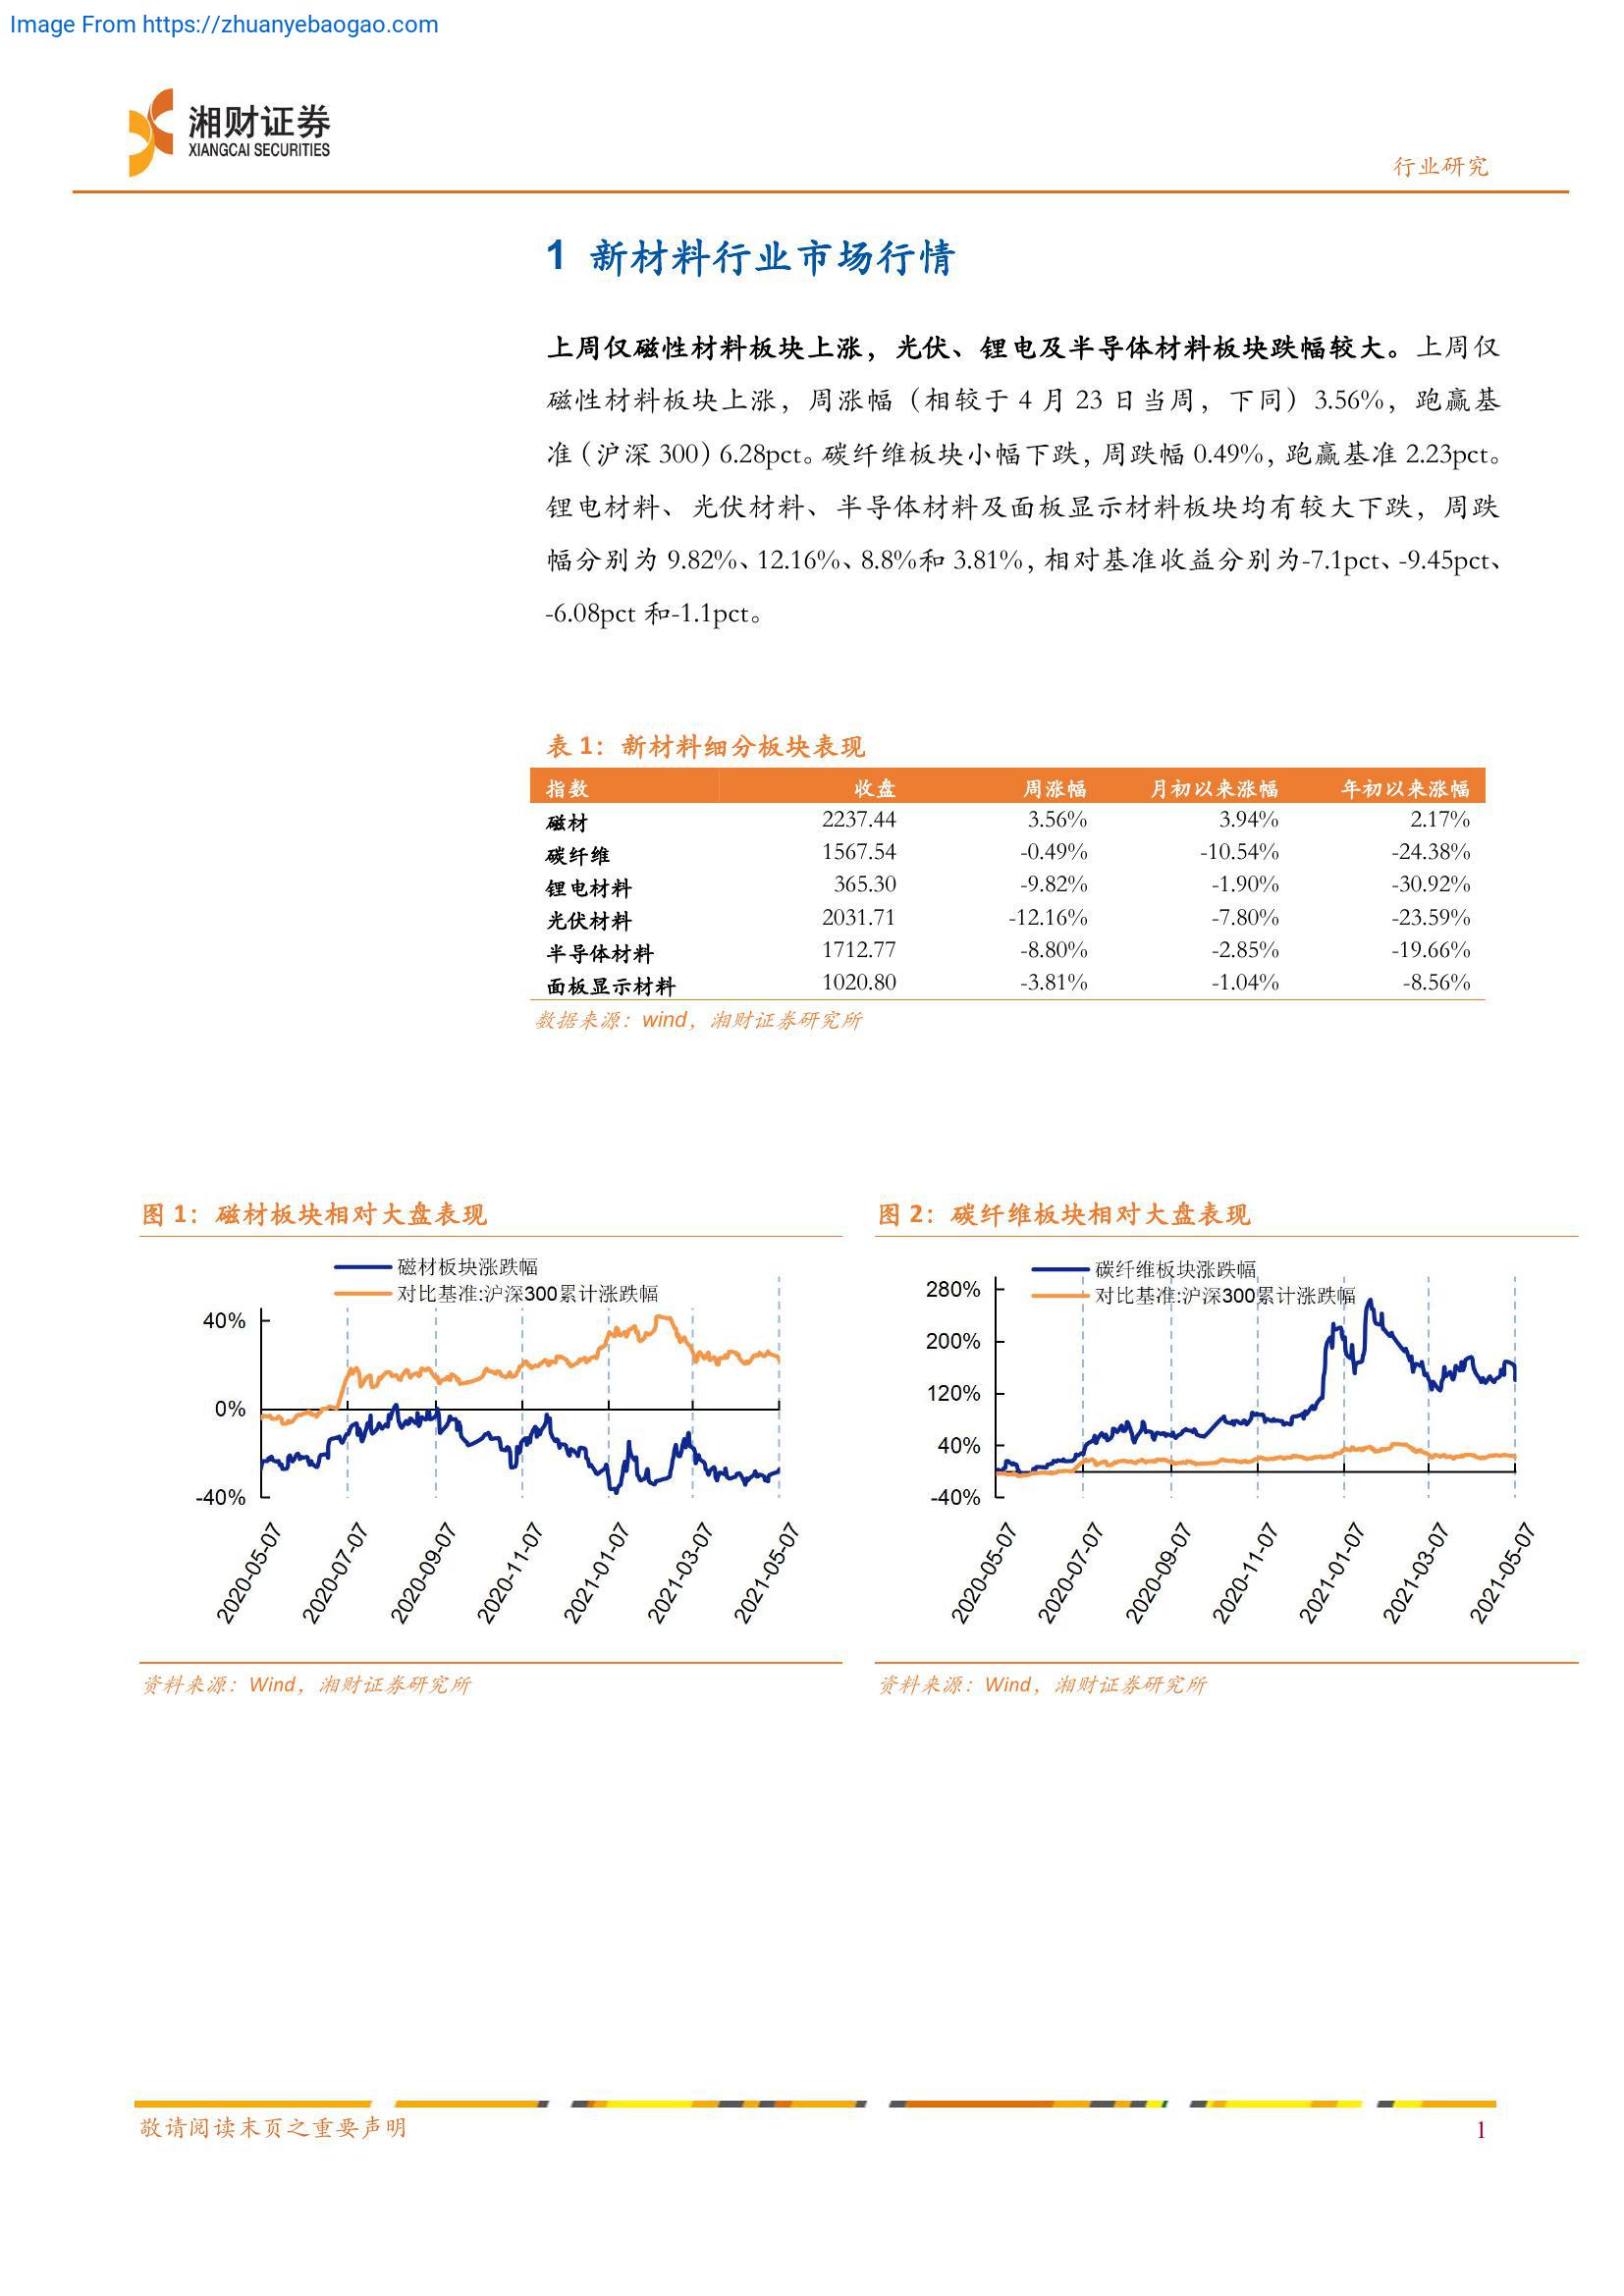 Image From https://zhuanyebaogao.com
湘财证券
XIANGCAI SECURITIES
行业研究
1 新材料行业市场行情
上周仅磁性材料板块上涨，光伏、锂电及半导体材料板块跌幅较大。上周仅
磁性材料板块上涨，周涨幅（相较于 4 月 23 日当周，下同）3.56%，跑赢基
准（沪深 300）6.28pct。碳纤维板块小幅下跌，周跌幅 0.49%，跑赢基准 2.23pct。
锂电材料、光伏材料、半导体材料及面板显示材料板块均有较大下跌，周跌
幅分别为 9.82%、12.16%、8.8%和 3.81%，相对基准收益分别为-7.1pct、-9.45pct、
-6.08pct 和-1.1pct。
表 1：新材料细分板块表现
指数 收盘 周涨幅 月初以来涨幅 年初以来涨幅
磁材 2237.44 3.56% 3.94% 2.17%
碳纤维 1567.54 -0.49% -10.54% -24.38%
锂电材料 365.30 -9.82% -1.90% -30.92%
光伏材料 2031.71 -12.16% -7.80% -23.59%
半导体材料 1712.77 -8.80% -2.85% -19.66%
面板显示材料 1020.80 -3.81% -1.04% -8.56%
数据来源：wind，湘财证券研究所
图 1：磁材板块相对大盘表现
磁材板块涨跌幅
对比基准:沪深300累计涨跌幅
40%
0%
-40%
2020-05-07 2020-07-07 2020-09-07 2020-11-07 2021-01-07 2021-03-07 2021-05-07
资料来源：Wind，湘财证券研究所
图 2：碳纤维板块相对大盘表现
碳纤维板块涨跌幅
对比基准:沪深300累计涨跌幅
280%
200%
120%
40%
-40%
2020-05-07 2020-07-07 2020-09-07 2020-11-07 2021-01-07 2021-03-07 2021-05-07
资料来源：Wind，湘财证券研究所
敬请阅读末页之重要声明
1